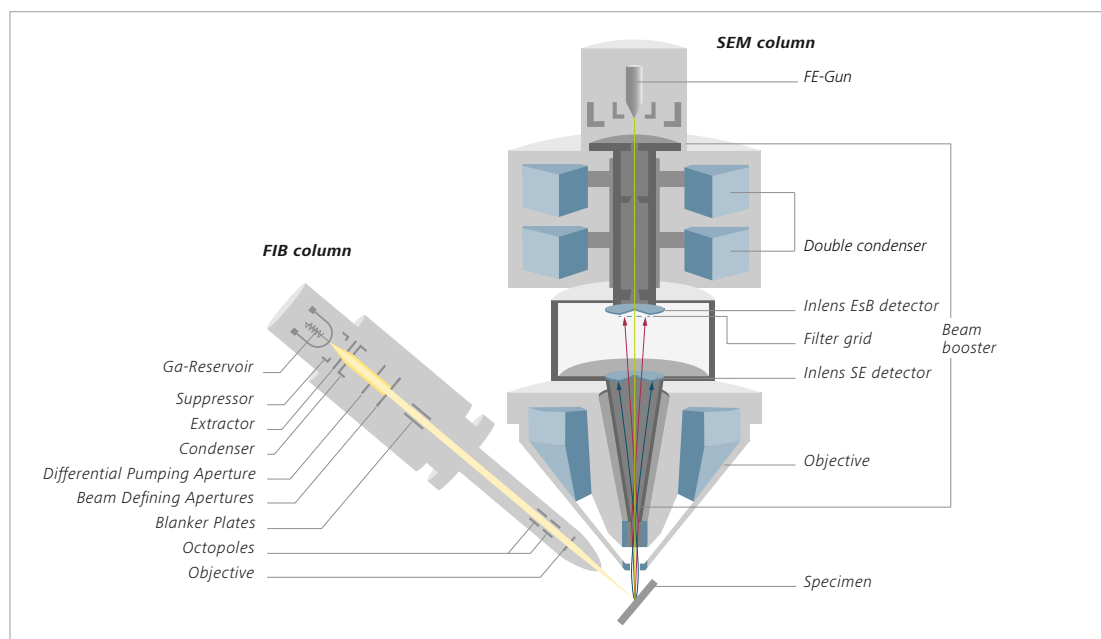 SEM column
FE-Gun
Double condenser
Inlens EsB detector
Filter grid
Inlens SE detector
Beam
booster
Objective
Specimen
FIB column
Ga-Reservoir
Suppressor
Extractor
Condenser
Differential Pumping Aperture
Beam Defining Apertures
Blanker Plates
Octopoles
Objective